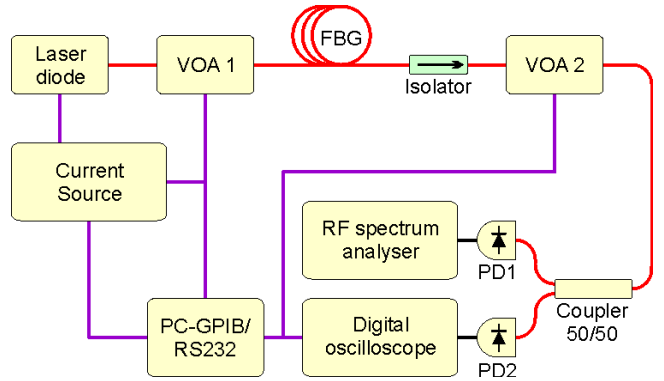 Laser
diode
VOA 1
FBG
Isolator
VOA 2
Current
Source
RF spectrum
analyser
PD1
Coupler
50/50
PC-GPIB/
RS232
Digital
oscilloscope
PD2